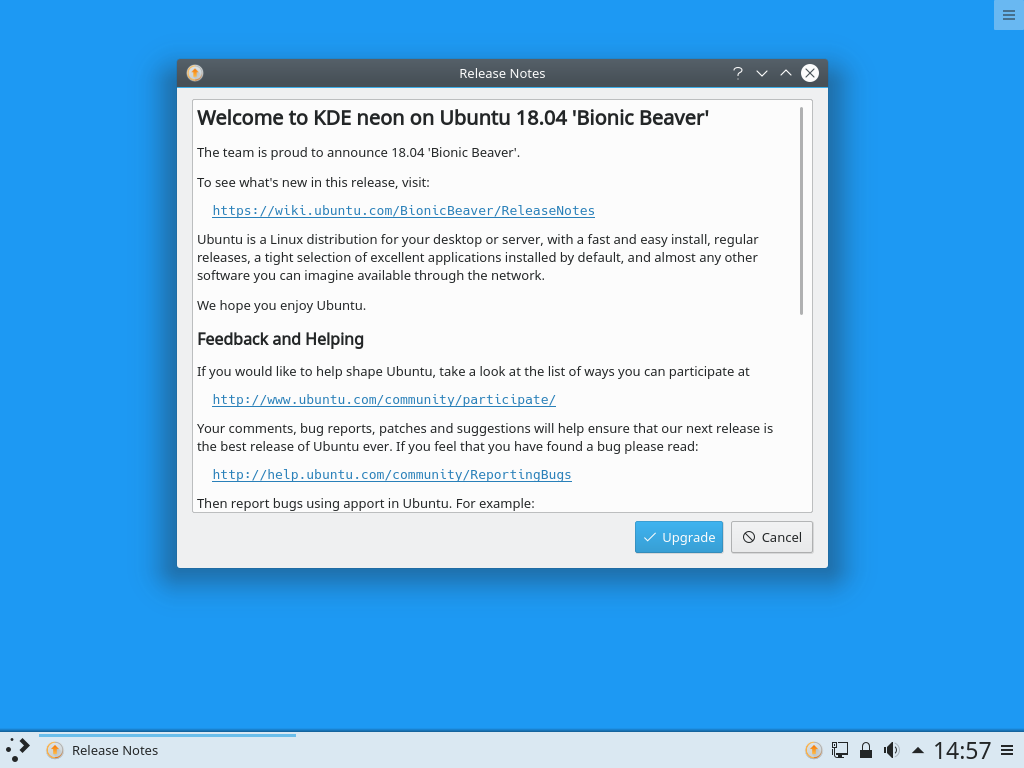 Release Notes
Welcome to KDE neon on Ubuntu 18.04 'Bionic Beaver'
The team is proud to announce 18.04 'Bionic Beaver'.
To see what's new in this release, visit:
https://wiki.ubuntu.com/BionicBeaver/ReleaseNotes
Ubuntu is a Linux distribution for your desktop or server, with a fast and easy install, regular
releases, a tight selection of excellent applications installed by default, and almost any other
software you can imagine available through the network.
We hope you enjoy Ubuntu.
Feedback and Helping
If you would like to help shape Ubuntu, take a look at the list of ways you can participate at
http://www.ubuntu.com/community/participate/
Your comments, bug reports, patches and suggestions will help ensure that our next release is
the best release of Ubuntu ever. If you feel that you have found a bug please read:
http://help.ubuntu.com/community/ReportingBugs
Then report bugs using apport in Ubuntu. For example:
Upgrade
Cancel
Release Notes
14:57